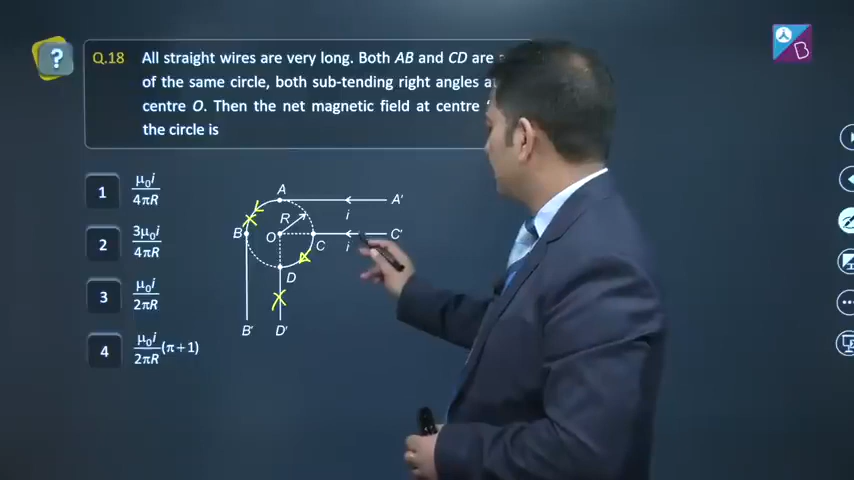 ?
Q.18 All straight wires are very long. Both AB and CD are
of the same circle, both sub-tending right angles
centre O. Then the net magnetic field at centre
the circle is
1 μ₀i/4πR
2 3μ₀i/4πR
3 μ₀i/2πR
4 μ₀i/2πR (π+1)
A
A'
R
i
B
O
C
C'
i
D
B'
D'
B